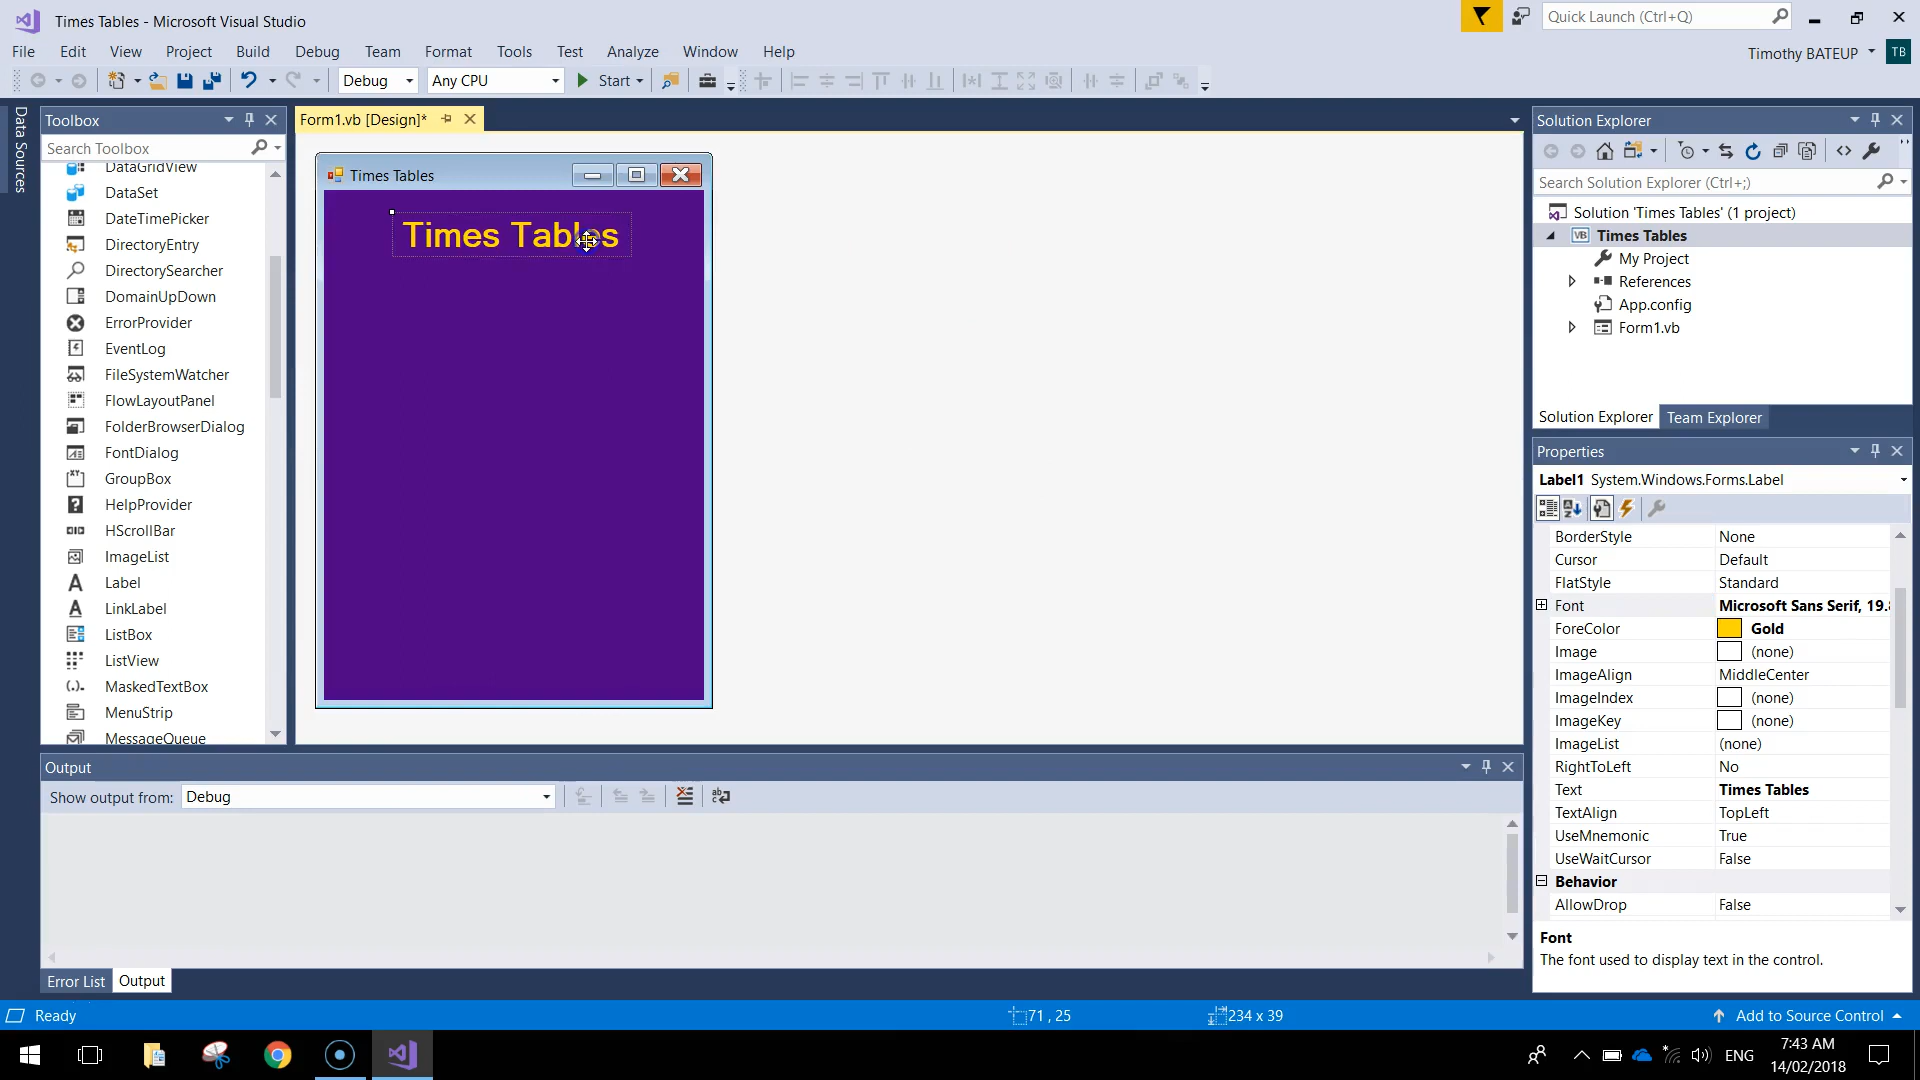 Times Tables - Microsoft Visual Studio
Quick Launch (Ctrl+Q)
File Edit View Project Build Debug Team Format Tools Test Analyze Window Help
Timothy BATEUP TB
Debug Any CPU Start
Data Sources
Toolbox
Search Toolbox
DataGridView
DataSet
DateTimePicker
DirectoryEntry
DirectorySearcher
DomainUpDown
ErrorProvider
EventLog
FileSystemWatcher
FlowLayoutPanel
FolderBrowserDialog
FontDialog
GroupBox
HelpProvider
HScrollBar
ImageList
Label
LinkLabel
ListBox
ListView
MaskedTextBox
MenuStrip
MessageQueue
Form1.vb [Design]*
Times Tables
Times Tables
Solution Explorer
Search Solution Explorer (Ctrl+;)
Solution 'Times Tables' (1 project)
VB Times Tables
My Project
References
App.config
Form1.vb
Solution Explorer Team Explorer
Properties
Label1 System.Windows.Forms.Label
BorderStyle None
Cursor Default
FlatStyle Standard
Font Microsoft Sans Serif, 19.8
ForeColor Gold
Image (none)
ImageAlign MiddleCenter
ImageIndex (none)
ImageKey (none)
ImageList (none)
RightToLeft No
Text Times Tables
TextAlign TopLeft
UseMnemonic True
UseWaitCursor False
Behavior
AllowDrop False
Font
The font used to display text in the control.
Output
Show output from: Debug
Error List Output
Ready 71 , 25 234 x 39 Add to Source Control
ENG
7:43 AM
14/02/2018